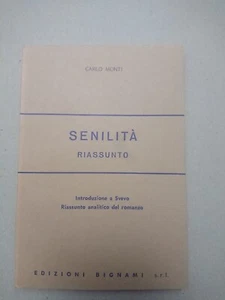 CARLO MONTI
SENILITÀ
RIASSUNTO
Introduzione a Svevo
Riassunto analitico del romanzo
EDIZIONI BIGNAMI s.r.l.